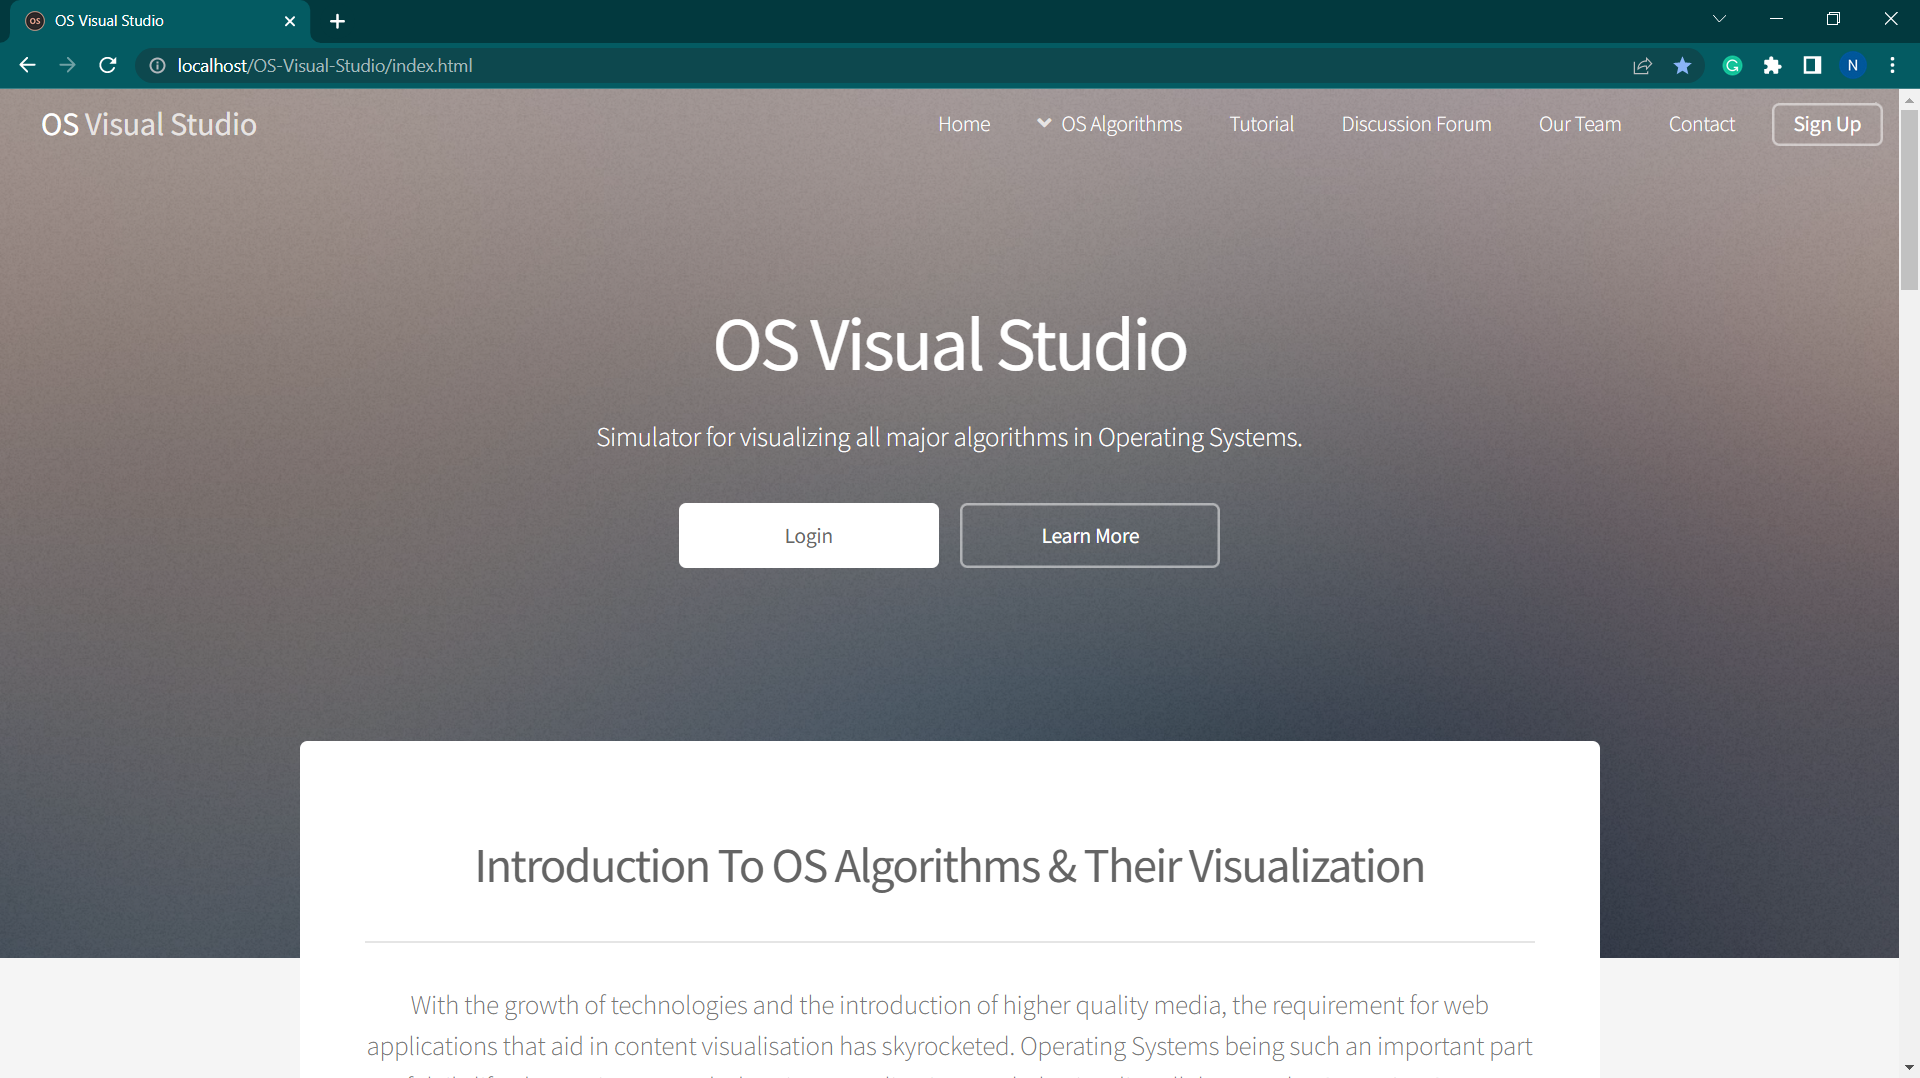 OS Visual Studio
localhost/OS-Visual-Studio/index.html
N
OS Visual Studio
Home
OS Algorithms
Tutorial
Discussion Forum
Our Team
Contact
Sign Up
OS Visual Studio
Simulator for visualizing all major algorithms in Operating Systems.
Login
Learn More
Introduction To OS Algorithms & Their Visualization
With the growth of technologies and the introduction of higher quality media, the requirement for web
applications that aid in content visualisation has skyrocketed. Operating Systems being such an important part